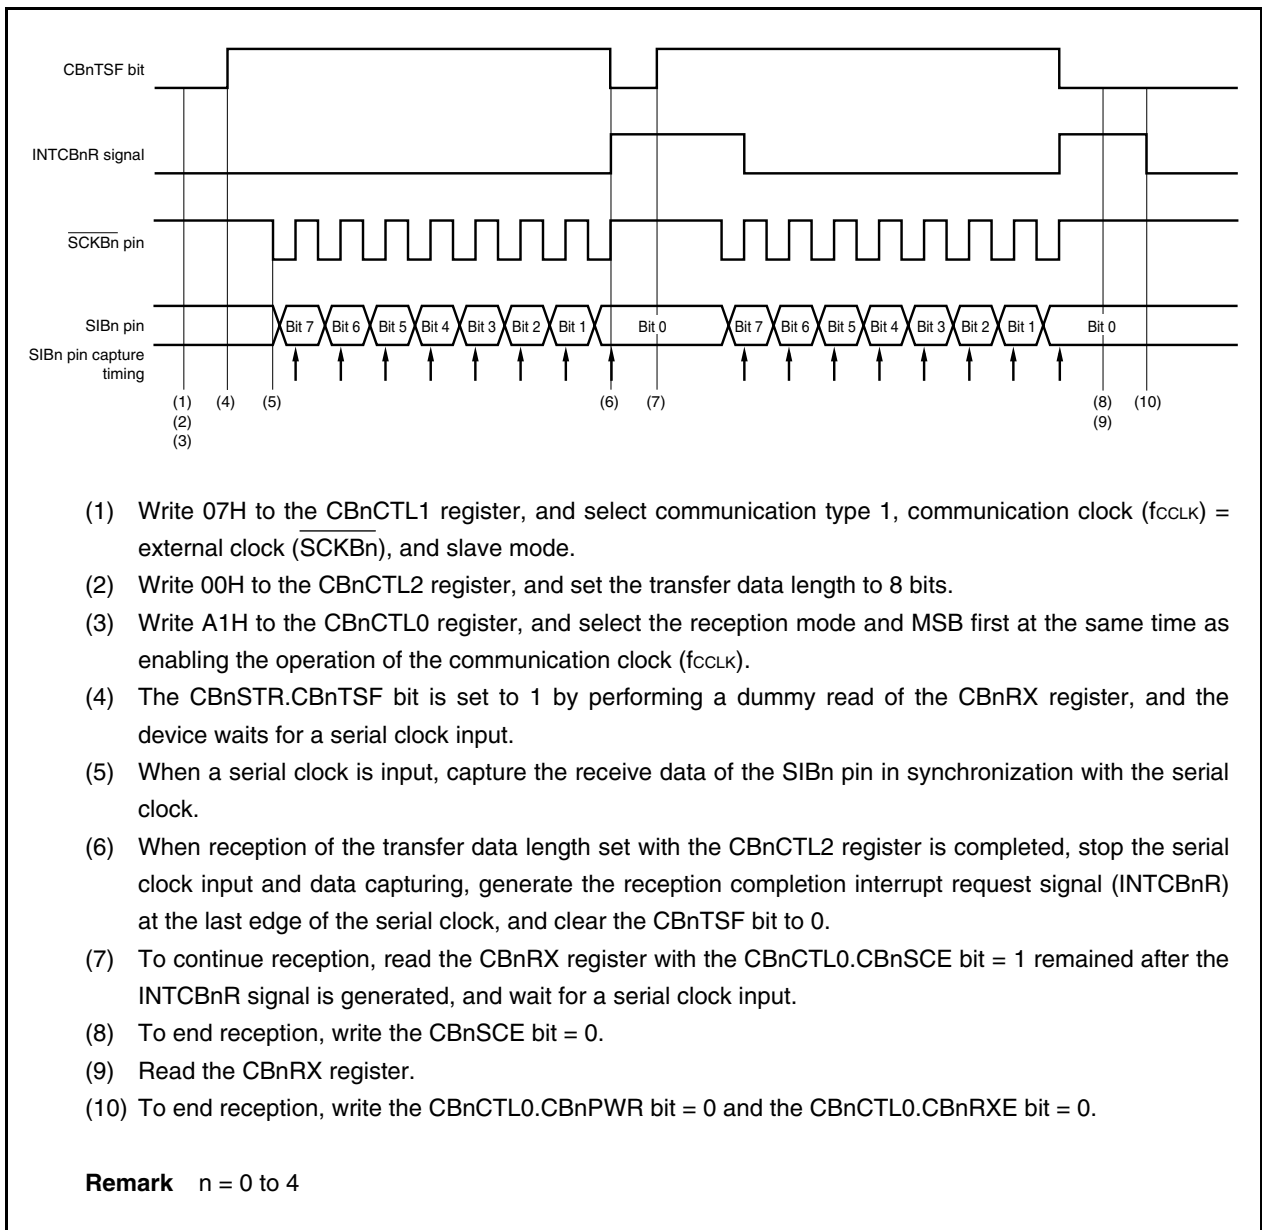 CBnTSF bit
INTCBnR signal
SCKBn pin
SIBn pin
Bit 7 Bit 6 Bit 5 Bit 4 Bit 3 Bit 2 Bit 1 Bit 0 Bit 7 Bit 6 Bit 5 Bit 4 Bit 3 Bit 2 Bit 1 Bit 0
SIBn pin capture
timing
(1) (4) (5) (6) (7) (8) (10)
(2) (9)
(3)
(1) Write 07H to the CBnCTL1 register, and select communication type 1, communication clock (fCCLK) =
external clock (SCKBn), and slave mode.
(2) Write 00H to the CBnCTL2 register, and set the transfer data length to 8 bits.
(3) Write A1H to the CBnCTL0 register, and select the reception mode and MSB first at the same time as
enabling the operation of the communication clock (fCCLK).
(4) The CBnSTR.CBnTSF bit is set to 1 by performing a dummy read of the CBnRX register, and the
device waits for a serial clock input.
(5) When a serial clock is input, capture the receive data of the SIBn pin in synchronization with the serial
clock.
(6) When reception of the transfer data length set with the CBnCTL2 register is completed, stop the serial
clock input and data capturing, generate the reception completion interrupt request signal (INTCBnR)
at the last edge of the serial clock, and clear the CBnTSF bit to 0.
(7) To continue reception, read the CBnRX register with the CBnCTL0.CBnSCE bit = 1 remained after the
INTCBnR signal is generated, and wait for a serial clock input.
(8) To end reception, write the CBnSCE bit = 0.
(9) Read the CBnRX register.
(10) To end reception, write the CBnCTL0.CBnPWR bit = 0 and the CBnCTL0.CBnRXE bit = 0.
Remark n = 0 to 4